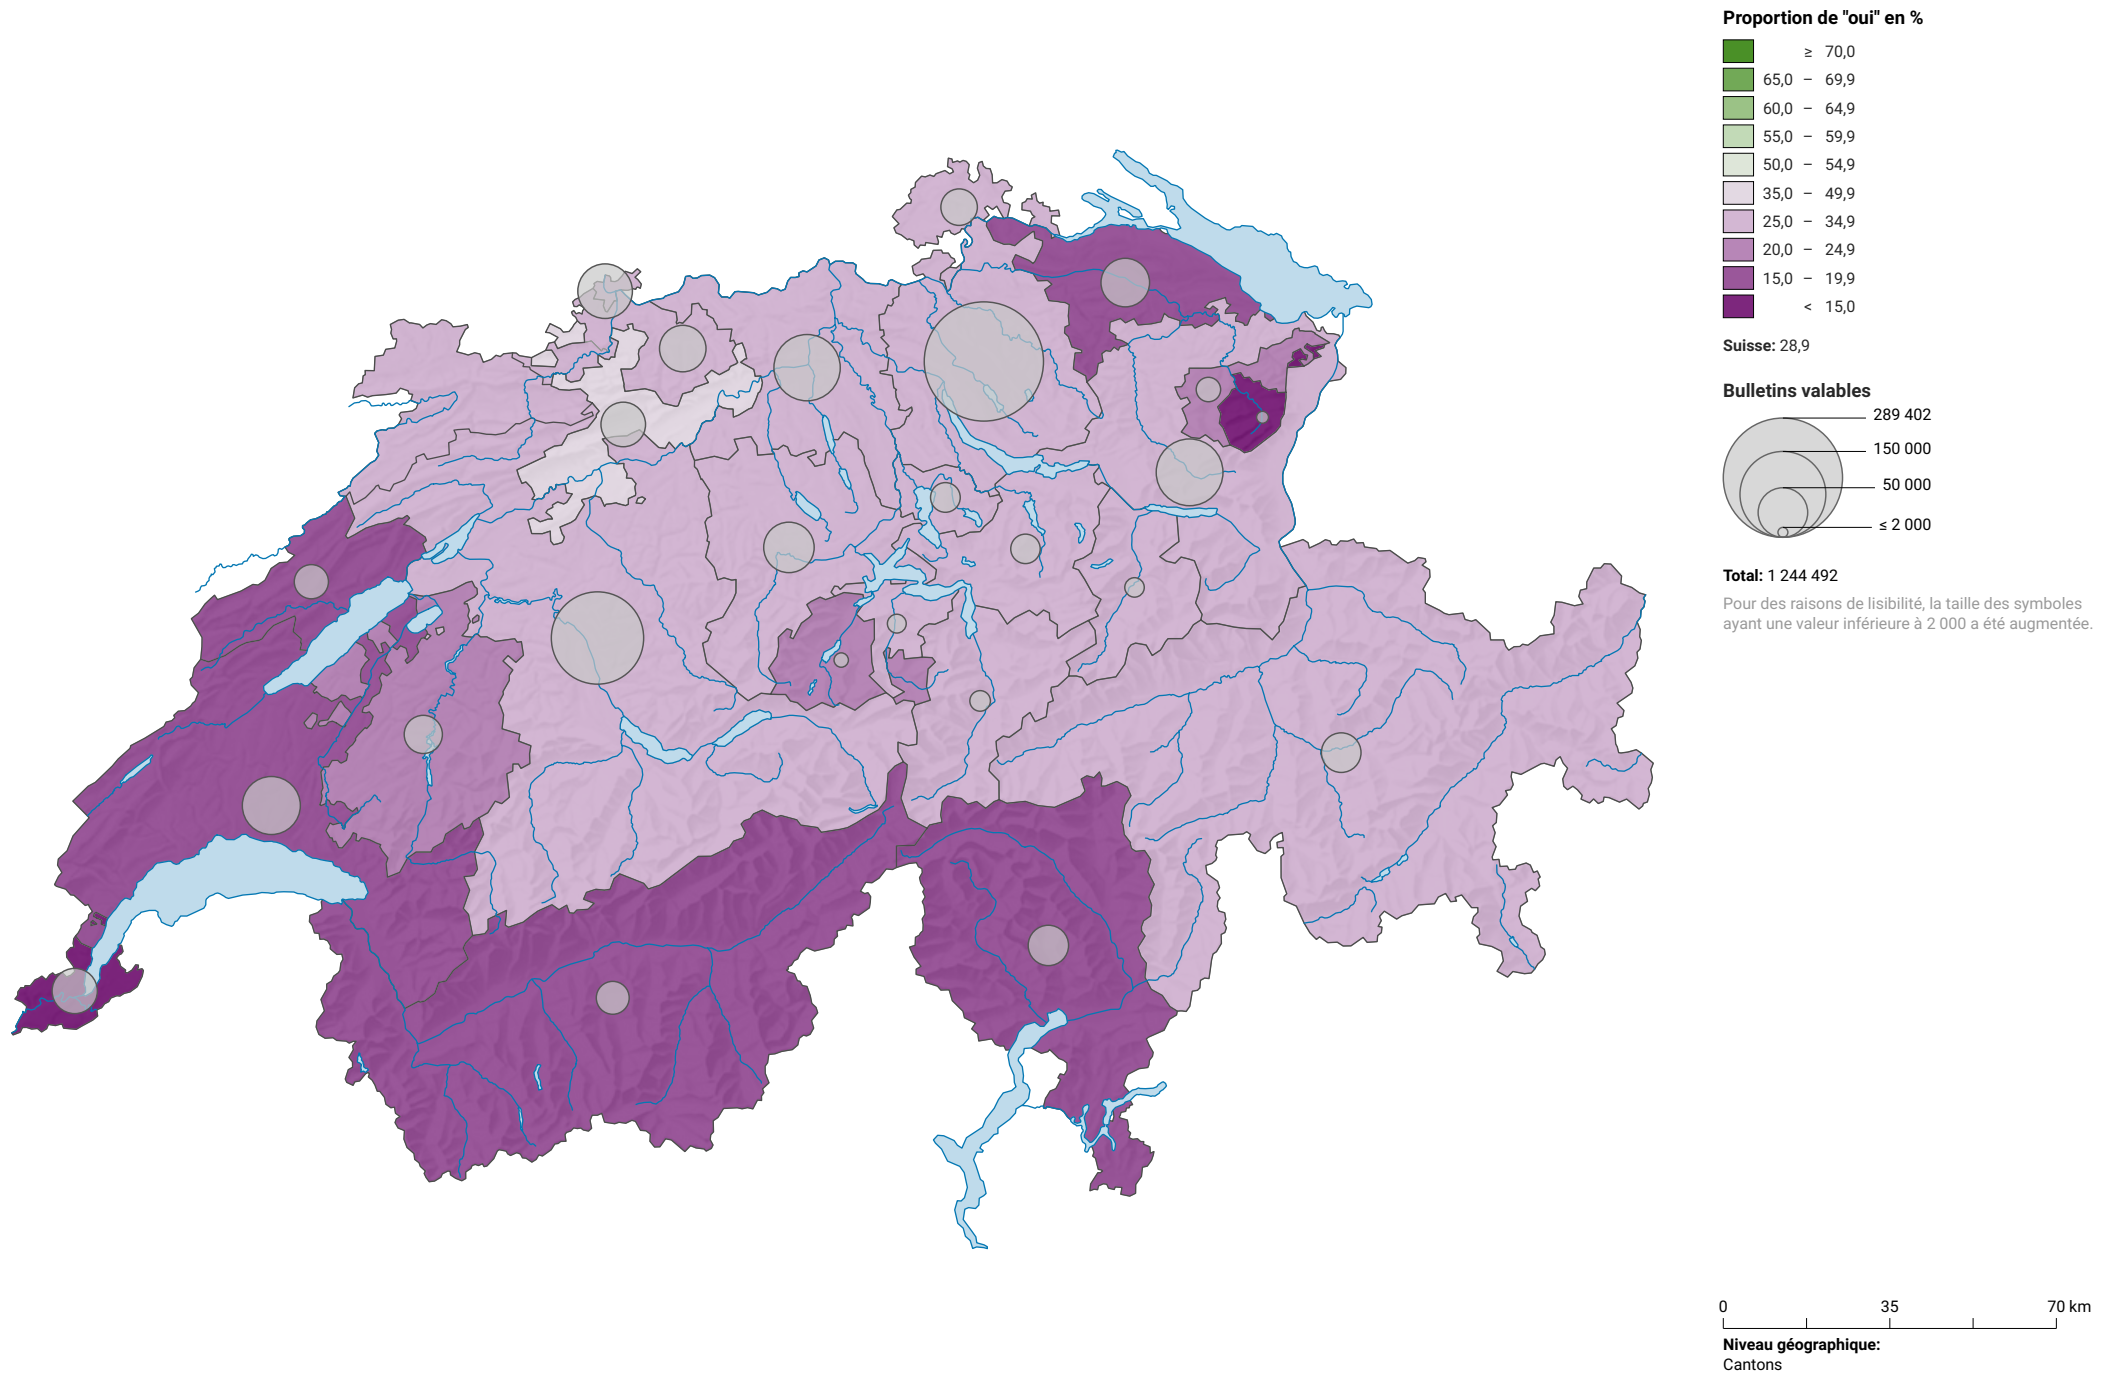 Proportion de "oui" en %
≥ 70,0
65,0 – 69,9
60,0 – 64,9
55,0 – 59,9
50,0 – 54,9
35,0 – 49,9
25,0 – 34,9
20,0 – 24,9
15,0 – 19,9
< 15,0
Suisse: 28,9
Bulletins valables
289 402
150 000
50 000
≤ 2 000
Total: 1 244 492
Pour des raisons de lisibilité, la taille des symboles
ayant une valeur inférieure à 2 000 a été augmentée.
0 35 70 km
Niveau géographique:
Cantons